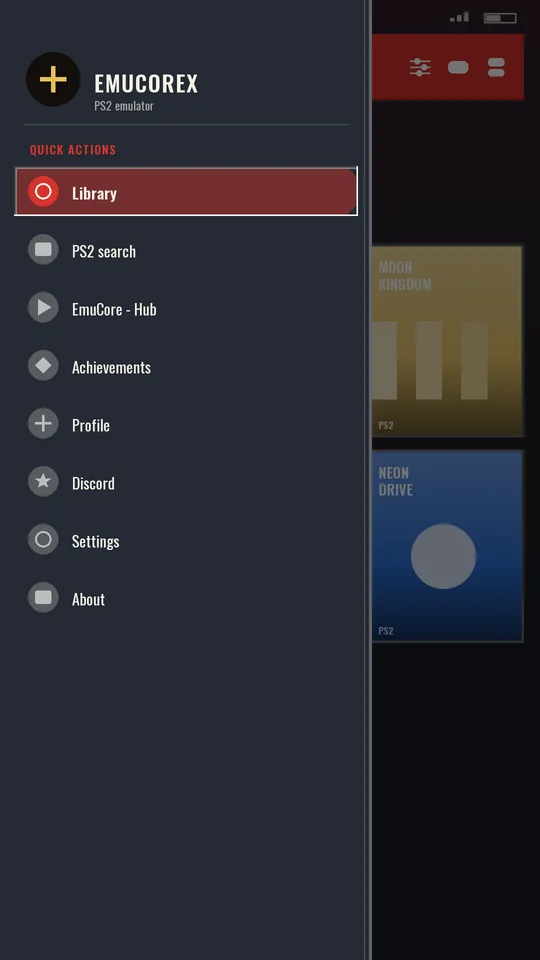 EMUCOREX
PS2 emulator
QUICK ACTIONS
Library
PS2 search
EmuCore - Hub
Achievements
Profile
Discord
Settings
About
MOON
KINGDOM
PS2
NEON
DRIVE
PS2